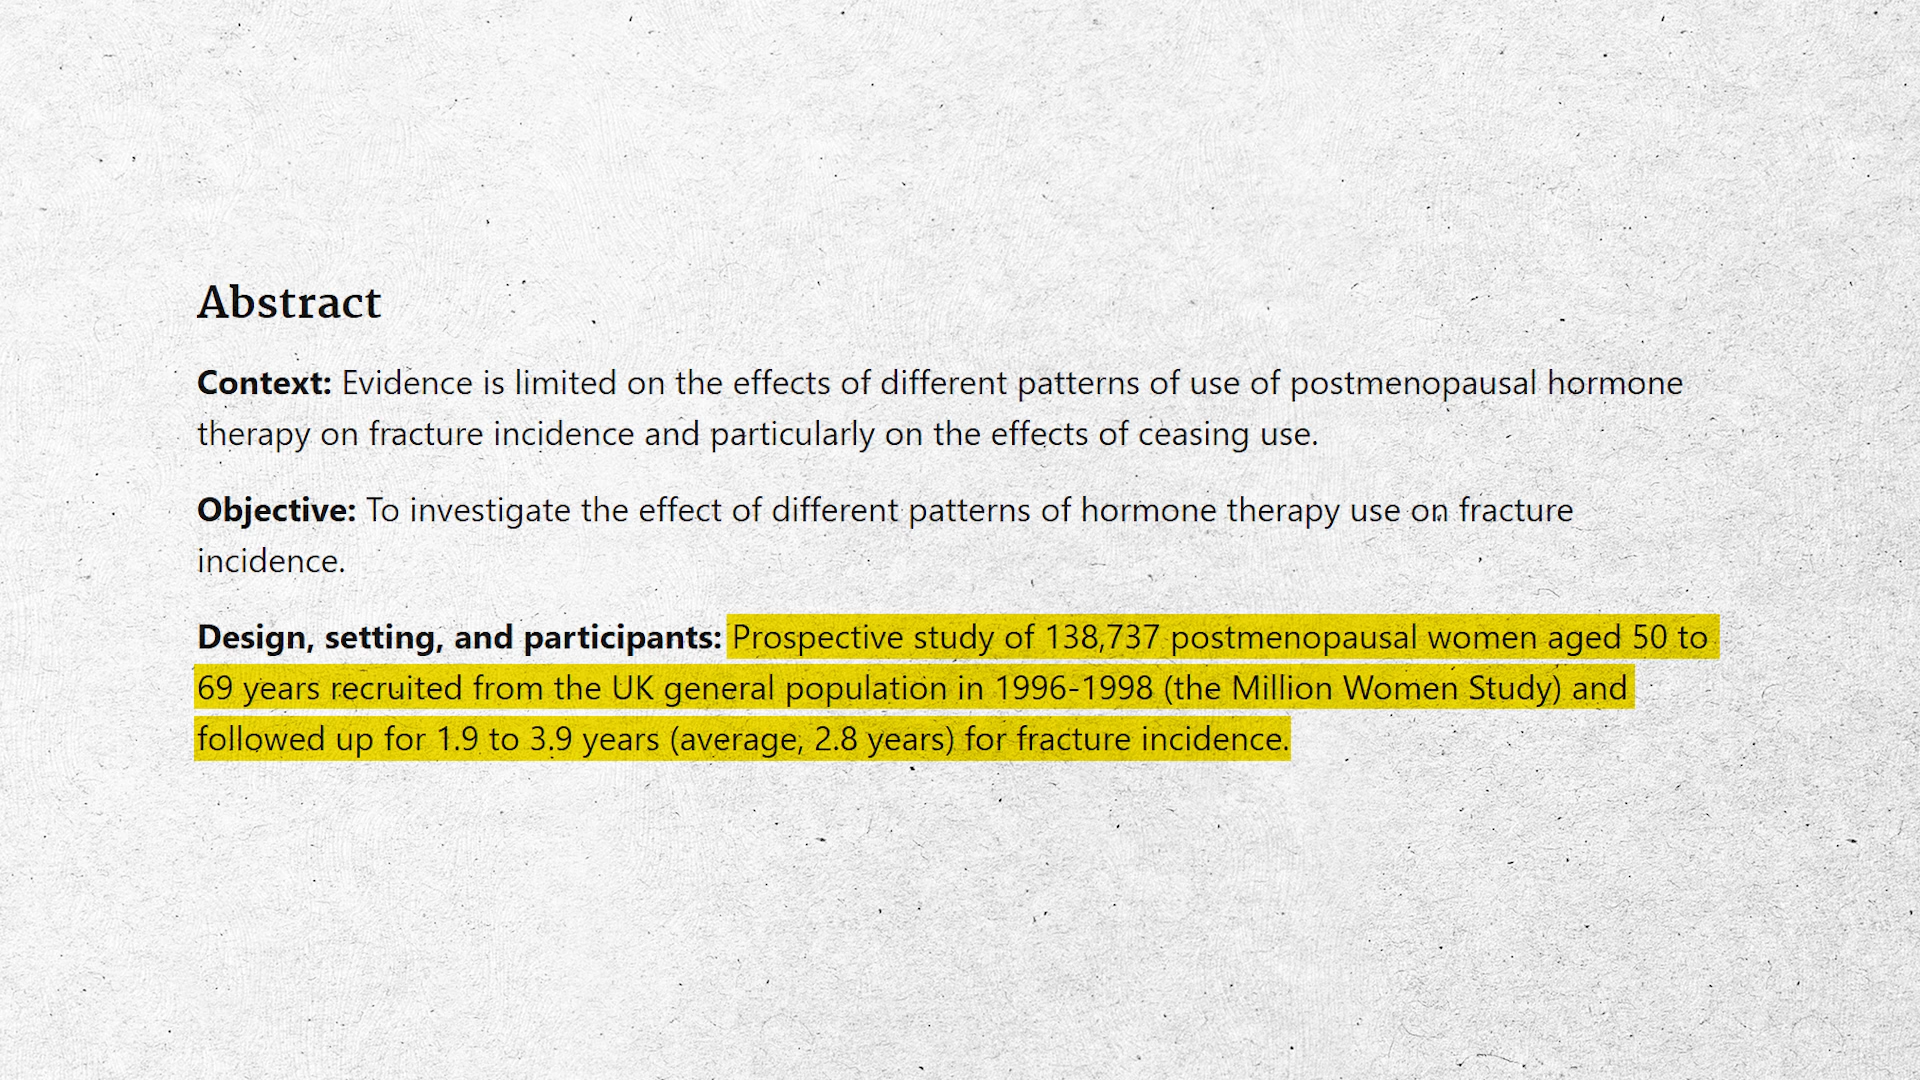 Abstract
Context: Evidence is limited on the effects of different patterns of use of postmenopausal hormone
therapy on fracture incidence and particularly on the effects of ceasing use.
Objective: To investigate the effect of different patterns of hormone therapy use on fracture
incidence.
Design, setting, and participants: Prospective study of 138,737 postmenopausal women aged 50 to
69 years recruited from the UK general population in 1996-1998 (the Million Women Study) and
followed up for 1.9 to 3.9 years (average, 2.8 years) for fracture incidence.